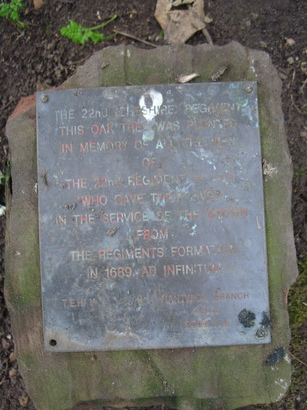 THE 22nd CHESHIRE REGIMENT
THIS OAK TREE WAS PLANTED
IN MEMORY OF ALL THE MEN
OF
THE 22nd REGIMENT
WHO GAVE THEIR LIVES
IN THE SERVICE OF THE CROWN
FROM
THE REGIMENTS FORMATION
IN 1689 AD INFINITUM
BRANCH